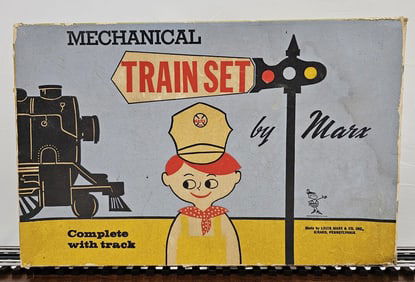 MECHANICAL
TRAIN SET
by Marx
Complete
with track
Made by LOUIS MARX & CO. INC.,
GIRARD, PENNSYLVANIA